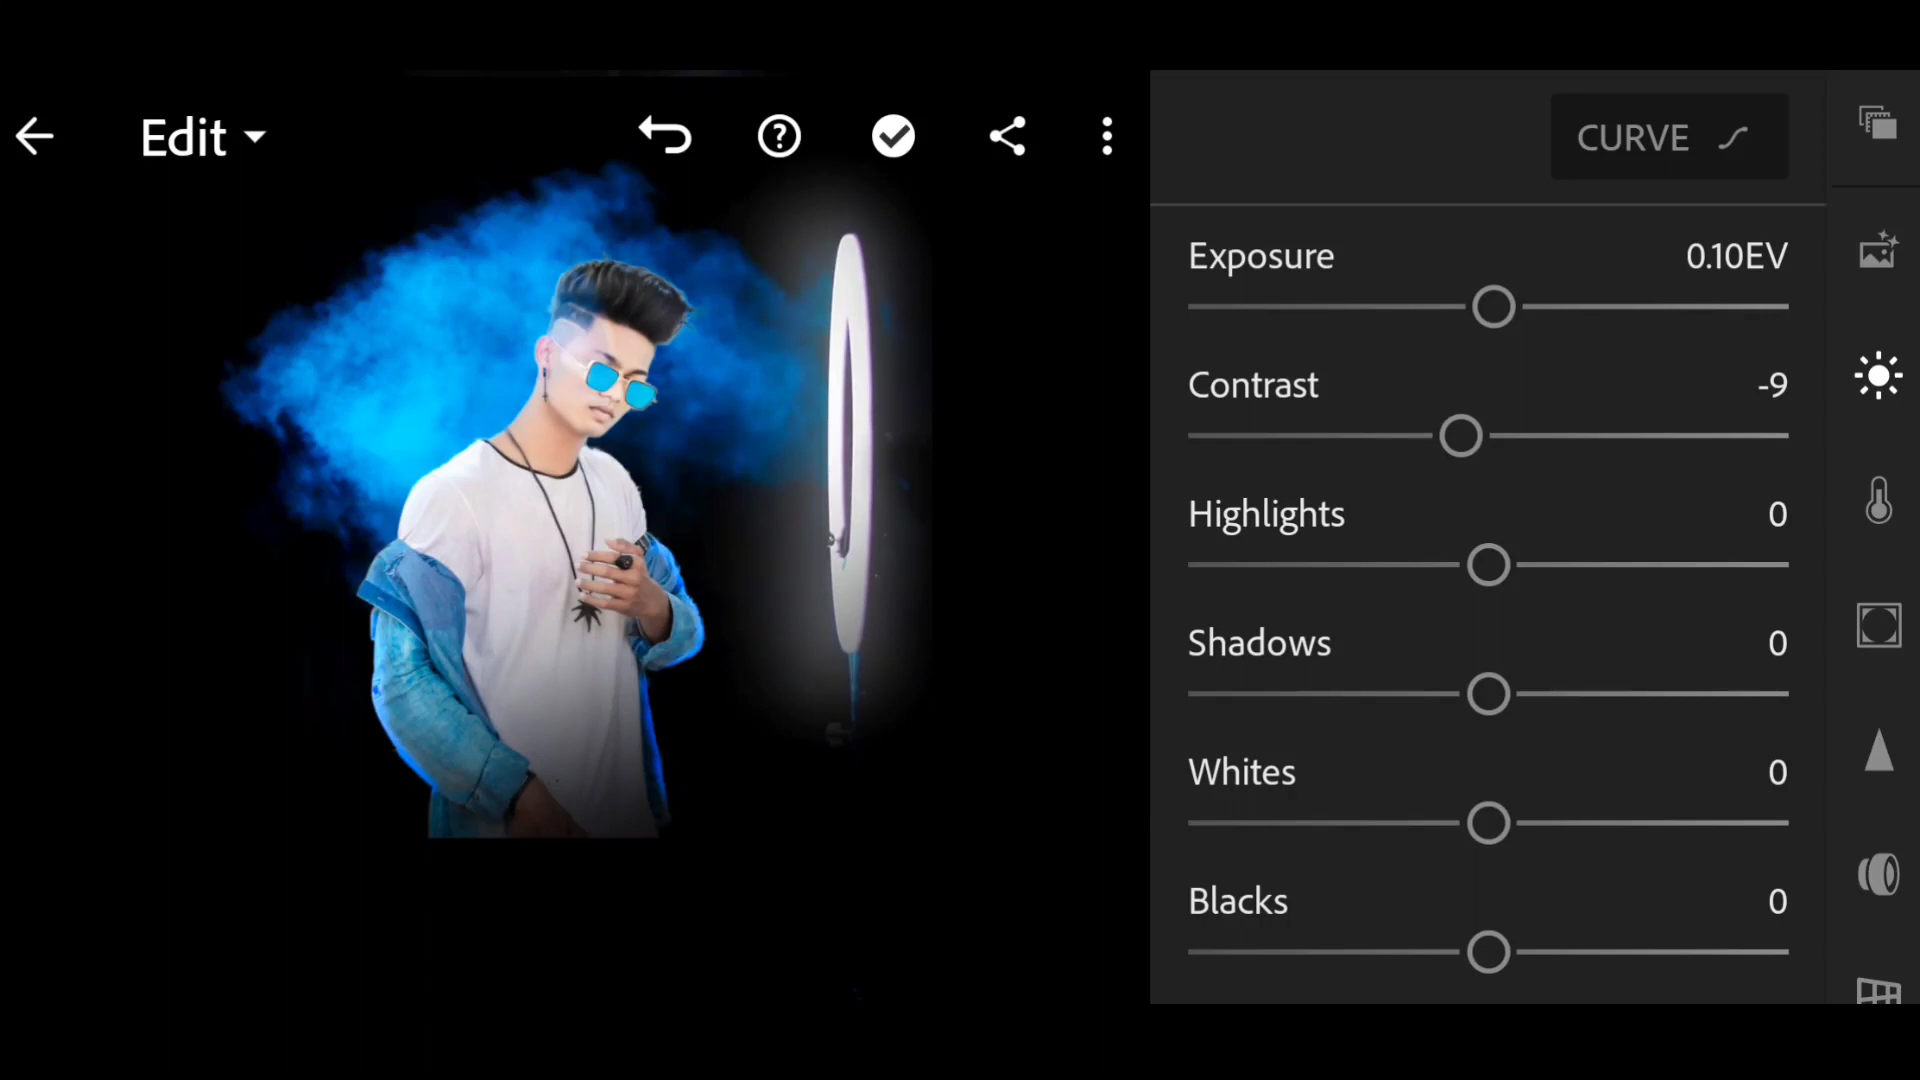 Edit
CURVE
Exposure 0.10EV
Contrast -9
Highlights 0
Shadows 0
Whites 0
Blacks 0